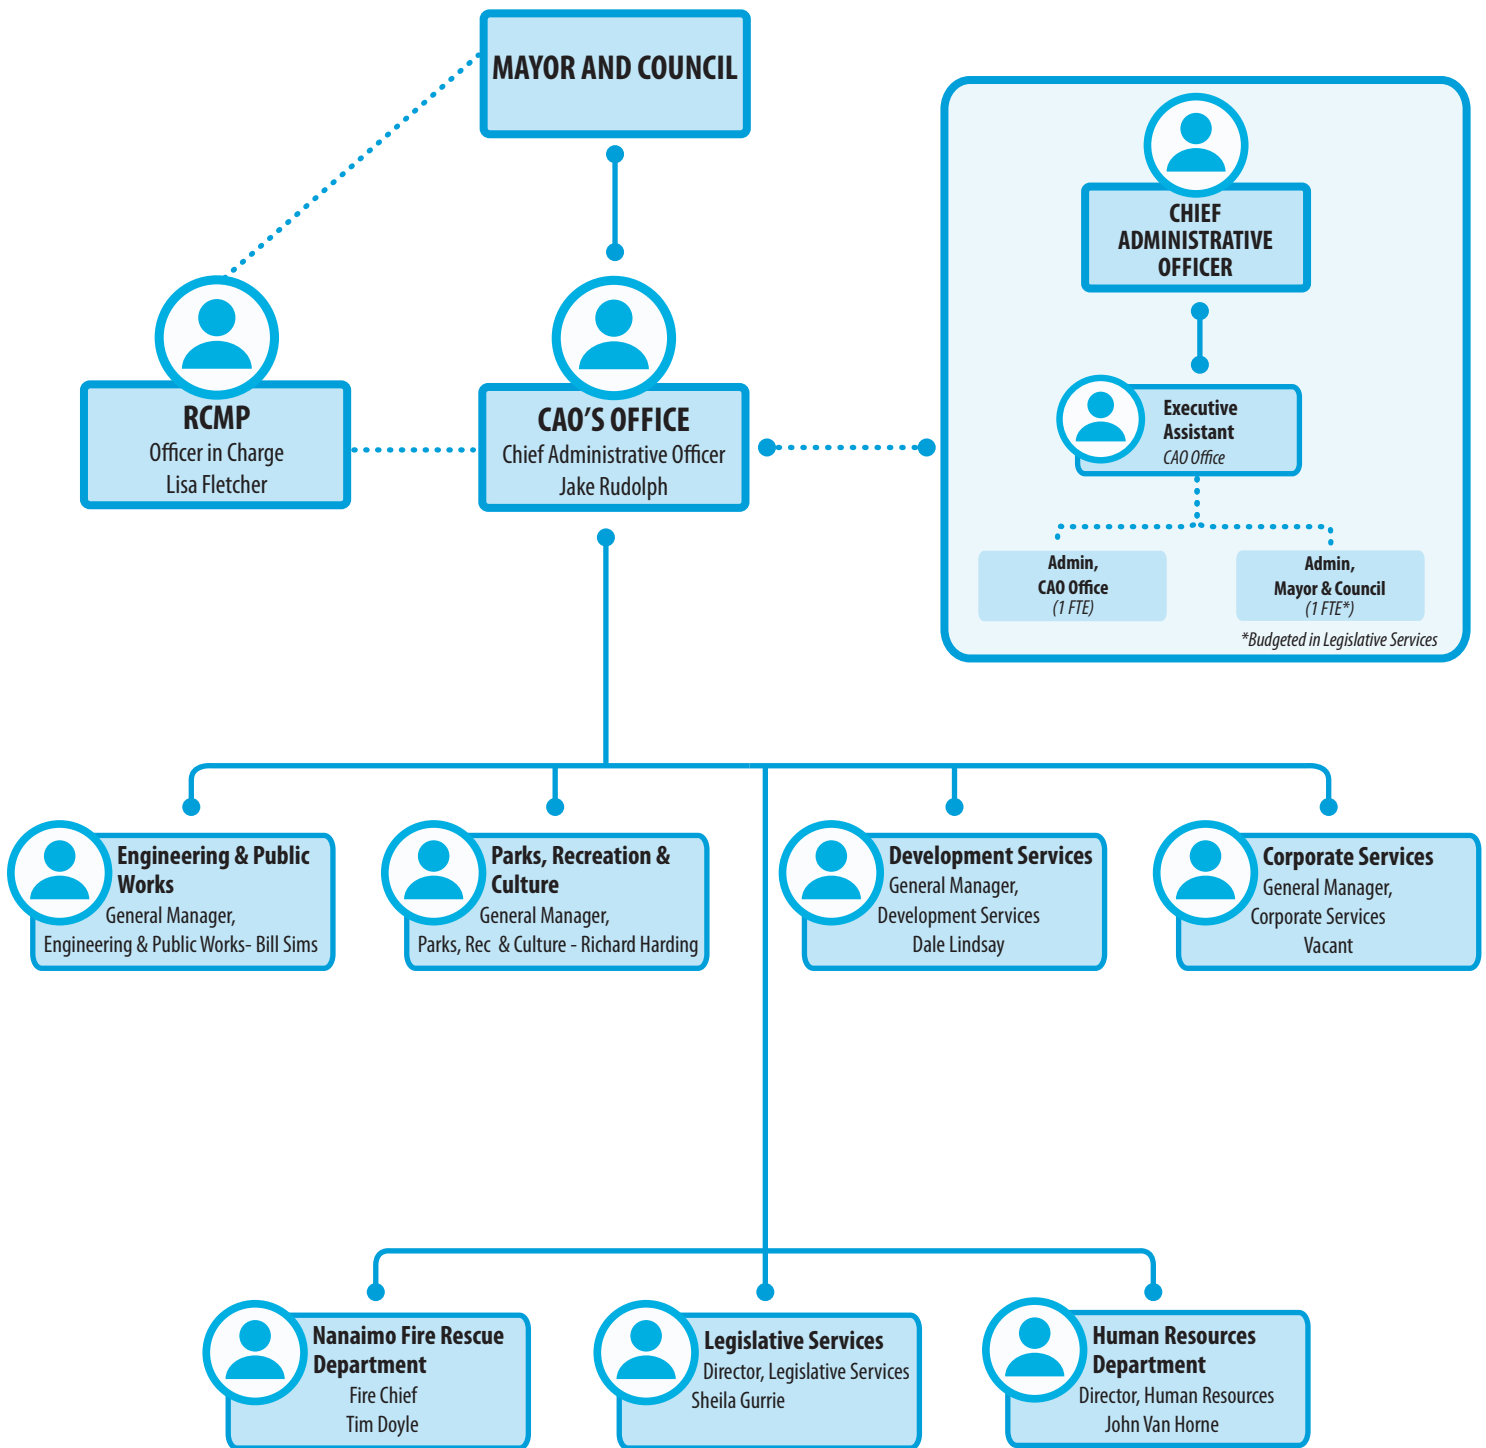 MAYOR AND COUNCIL
CHIEF
ADMINISTRATIVE
OFFICER
RCMP
Officer in Charge
Lisa Fletcher
CAO’S OFFICE
Chief Administrative Officer
Jake Rudolph
Executive
Assistant
CAO Office
Admin,
CAO Office
(1 FTE)
Admin,
Mayor & Council
(1 FTE*)
*Budgeted in Legislative Services
Engineering & Public
Works
General Manager,
Engineering & Public Works- Bill Sims
Parks, Recreation &
Culture
General Manager,
Parks, Rec & Culture - Richard Harding
Development Services
General Manager,
Development Services
Dale Lindsay
Corporate Services
General Manager,
Corporate Services
Vacant
Nanaimo Fire Rescue
Department
Fire Chief
Tim Doyle
Legislative Services
Director, Legislative Services
Sheila Gurrie
Human Resources
Department
Director, Human Resources
John Van Horne